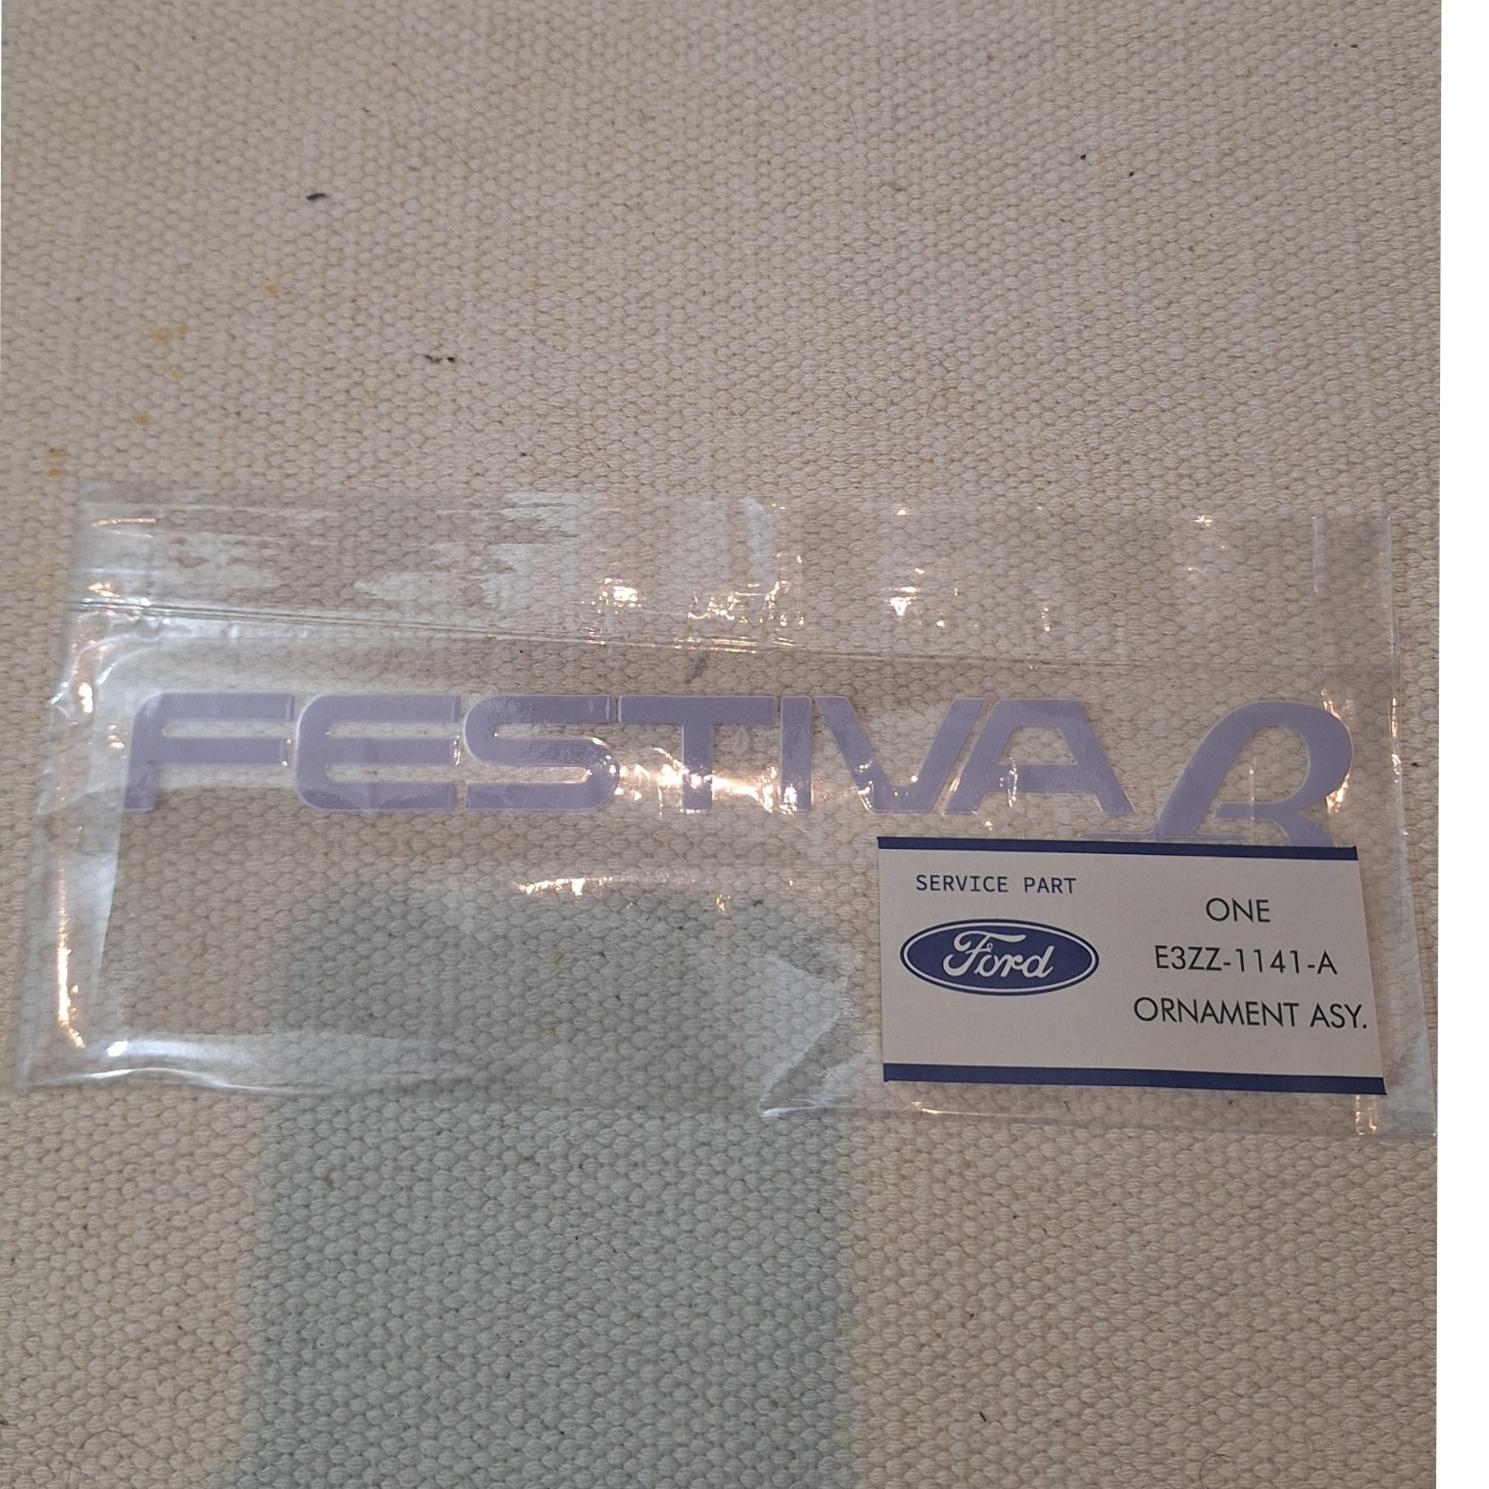 FESTIVA β
SERVICE PART
Ford
ONE
E3ZZ-1141-A
ORNAMENT ASY.